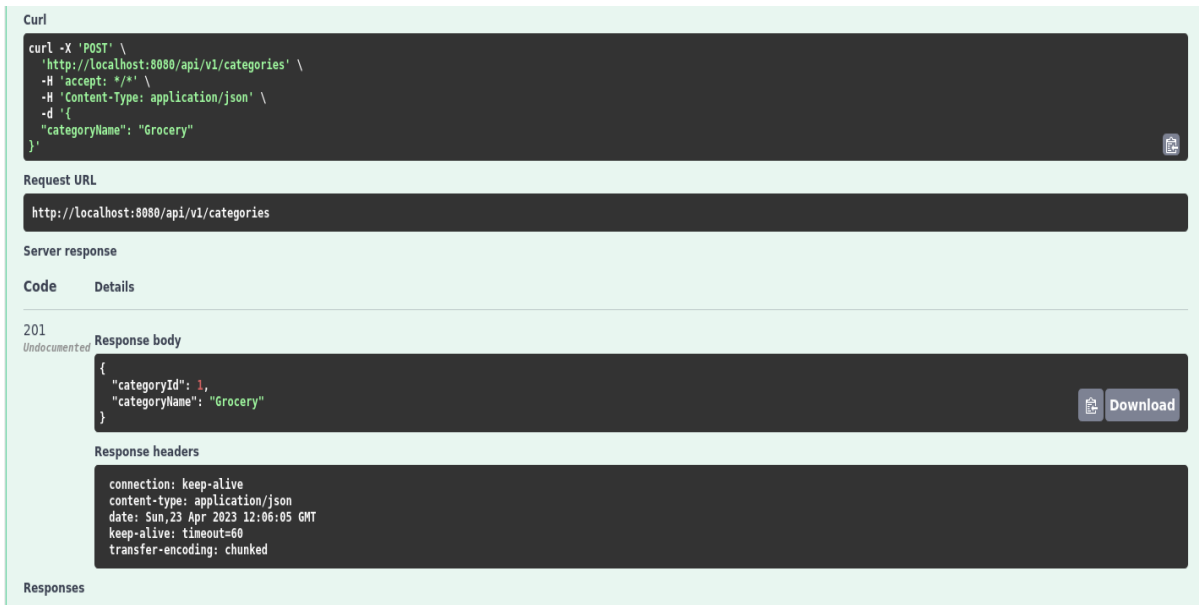 Curl
curl -X 'POST' \
  'http://localhost:8080/api/v1/categories' \
  -H 'accept: */*' \
  -H 'Content-Type: application/json' \
  -d '{
  "categoryName": "Grocery"
}'
Request URL
http://localhost:8080/api/v1/categories
Server response
Code Details
201
Undocumented
Response body
{
  "categoryId": 1,
  "categoryName": "Grocery"
}
Download
Response headers
connection: keep-alive
content-type: application/json
date: Sun,23 Apr 2023 12:06:05 GMT
keep-alive: timeout=60
transfer-encoding: chunked
Responses